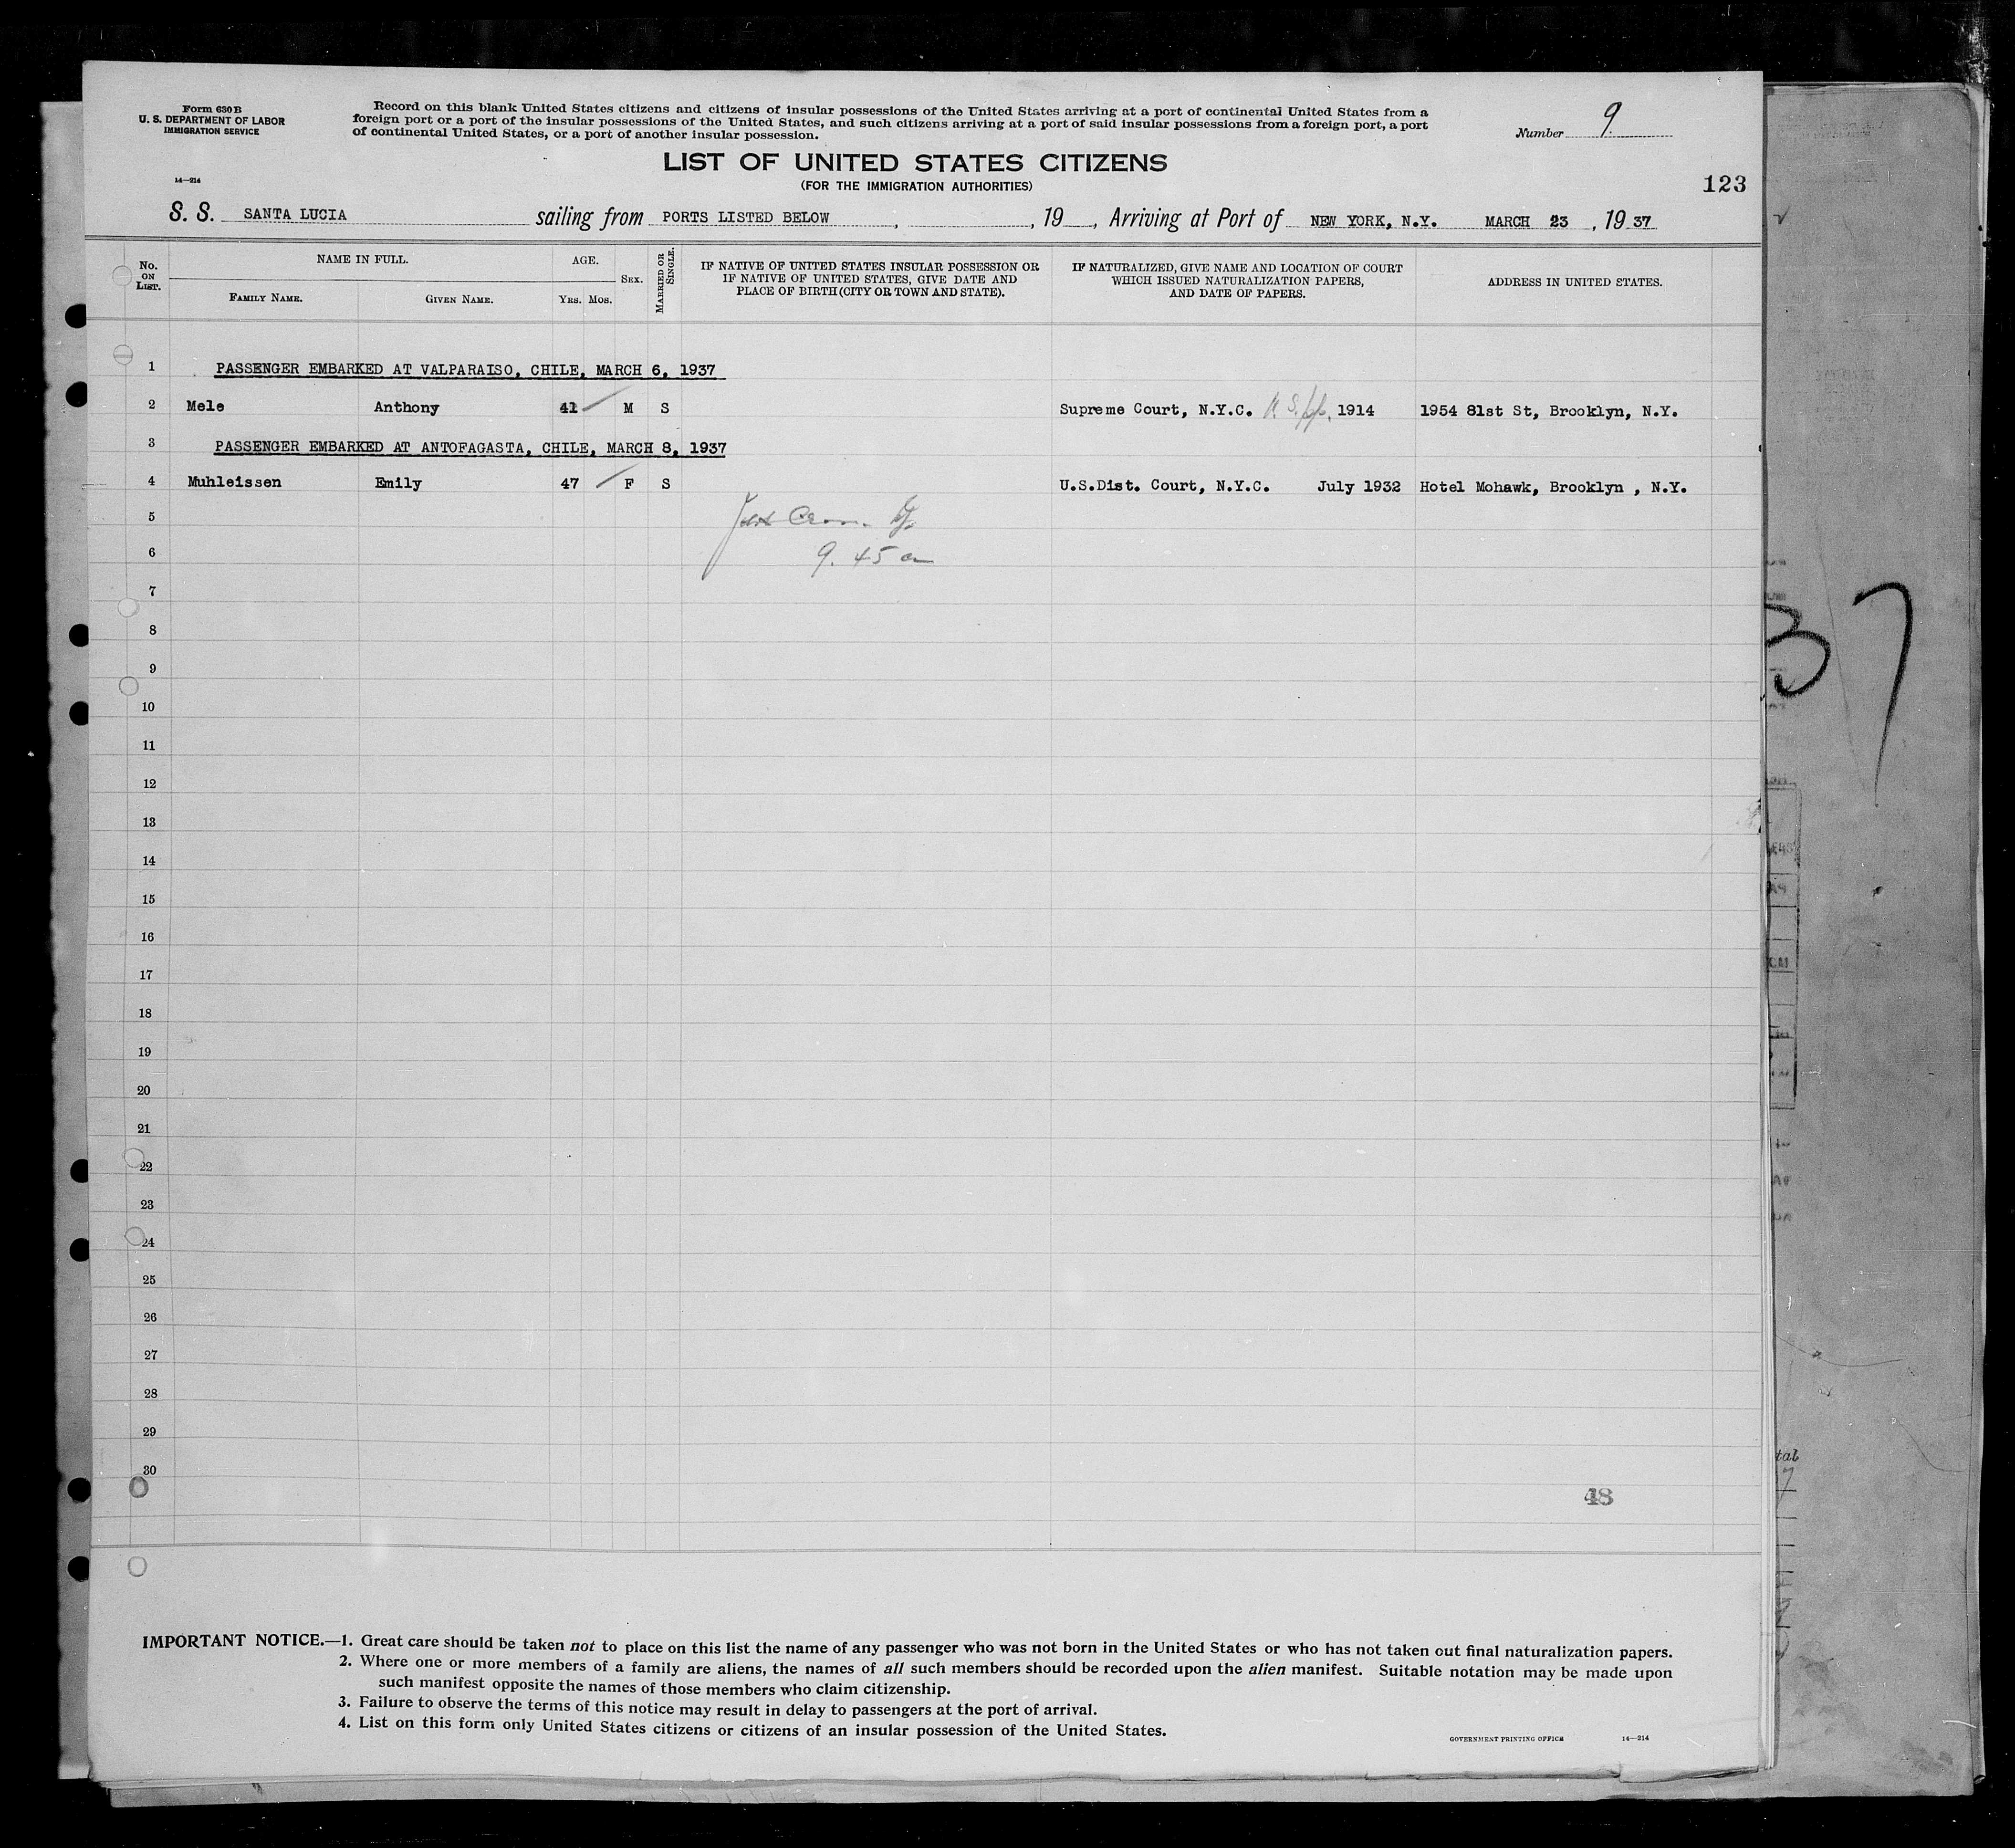 Form 630 B
U. S. DEPARTMENT OF LABOR
IMMIGRATION SERVICE
14—214
Record on this blank United States citizens and citizens of insular possessions of the United States arriving at a port of continental United States from a
foreign port or a port of the insular possessions of the United States, and such citizens arriving at a port of said insular possessions from a foreign port, a port
of continental United States, or a port of another insular possession.
Number 9.
LIST OF UNITED STATES CITIZENS
(FOR THE IMMIGRATION AUTHORITIES)
123
S. S. SANTA LUCIA sailing from PORTS LISTED BELOW, , 19 , Arriving at Port of NEW YORK, N.Y. MARCH 23, 1937
No. ON LIST.
NAME IN FULL.
FAMILY NAME. GIVEN NAME.
AGE.
YRS. MOS.
SEX.
MARRIED OR SINGLE.
IF NATIVE OF UNITED STATES INSULAR POSSESSION OR
IF NATIVE OF UNITED STATES, GIVE DATE AND
PLACE OF BIRTH (CITY OR TOWN AND STATE).
IF NATURALIZED, GIVE NAME AND LOCATION OF COURT
WHICH ISSUED NATURALIZATION PAPERS,
AND DATE OF PAPERS.
ADDRESS IN UNITED STATES.
1 PASSENGER EMBARKED AT VALPARAISO, CHILE, MARCH 6, 1937
2 Mele Anthony 41 M S Supreme Court, N.Y.C. 1914 1954 81st St, Brooklyn, N.Y.
3 PASSENGER EMBARKED AT ANTOFAGASTA, CHILE, MARCH 8, 1937
4 Muhleissen Emily 47 F S U.S.Dist. Court, N.Y.C. July 1932 Hotel Mohawk, Brooklyn , N.Y.
5
6 9.45 am
7
8
9
10
11
12
13
14
15
16
17
18
19
20
21
22
23
24
25
26
27
28
29
30
48
IMPORTANT NOTICE.—1. Great care should be taken not to place on this list the name of any passenger who was not born in the United States or who has not taken out final naturalization papers.
2. Where one or more members of a family are aliens, the names of all such members should be recorded upon the alien manifest. Suitable notation may be made upon
such manifest opposite the names of those members who claim citizenship.
3. Failure to observe the terms of this notice may result in delay to passengers at the port of arrival.
4. List on this form only United States citizens or citizens of an insular possession of the United States.
GOVERNMENT PRINTING OFFICE 14—214
37
tal